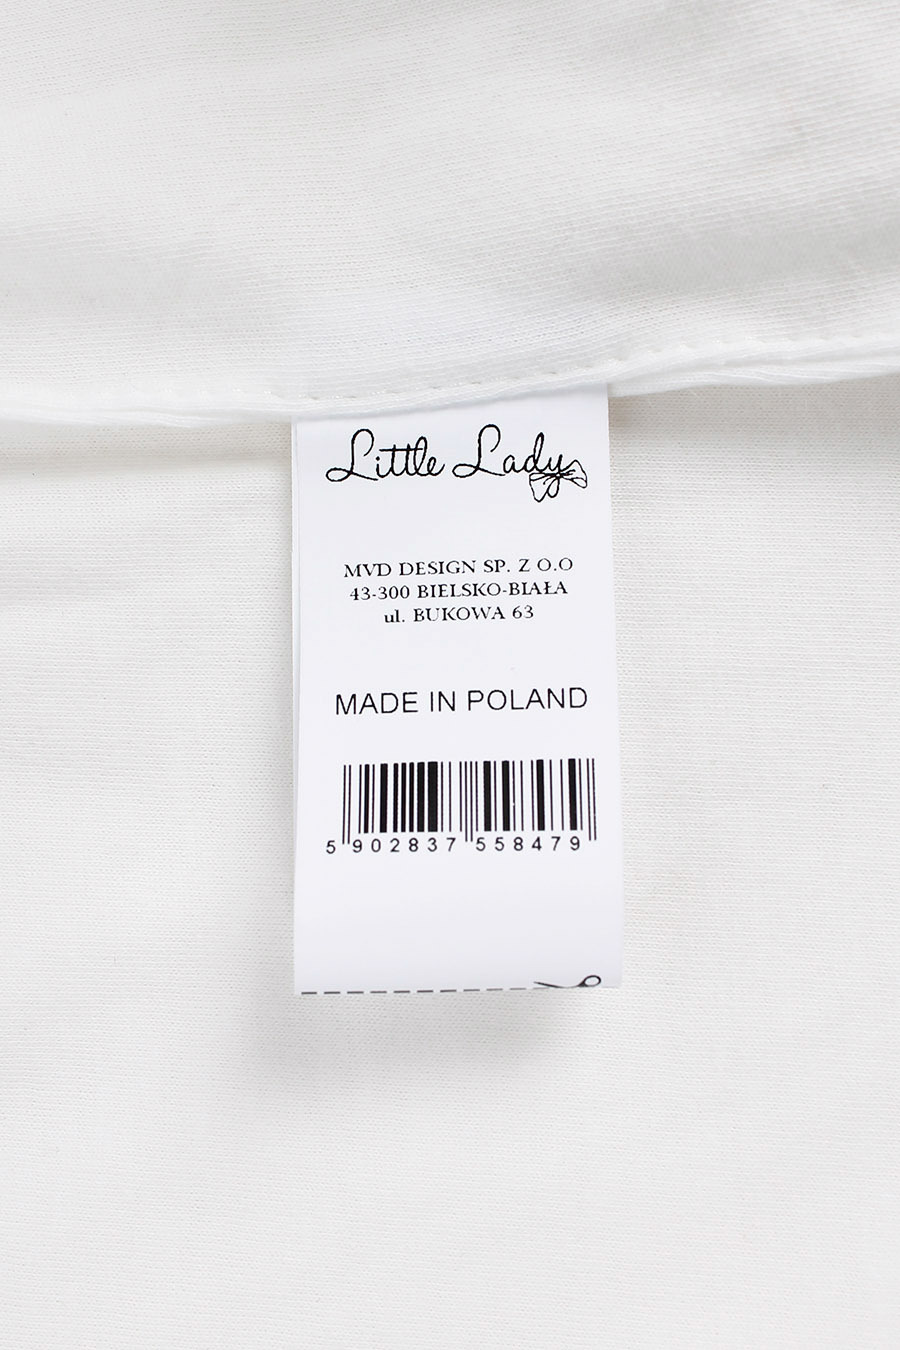 Little Lady
MVD DESIGN SP. Z O.O
43-300 BIELSKO-BIAŁA
ul. BUKOWA 63
MADE IN POLAND
5 902837 558479